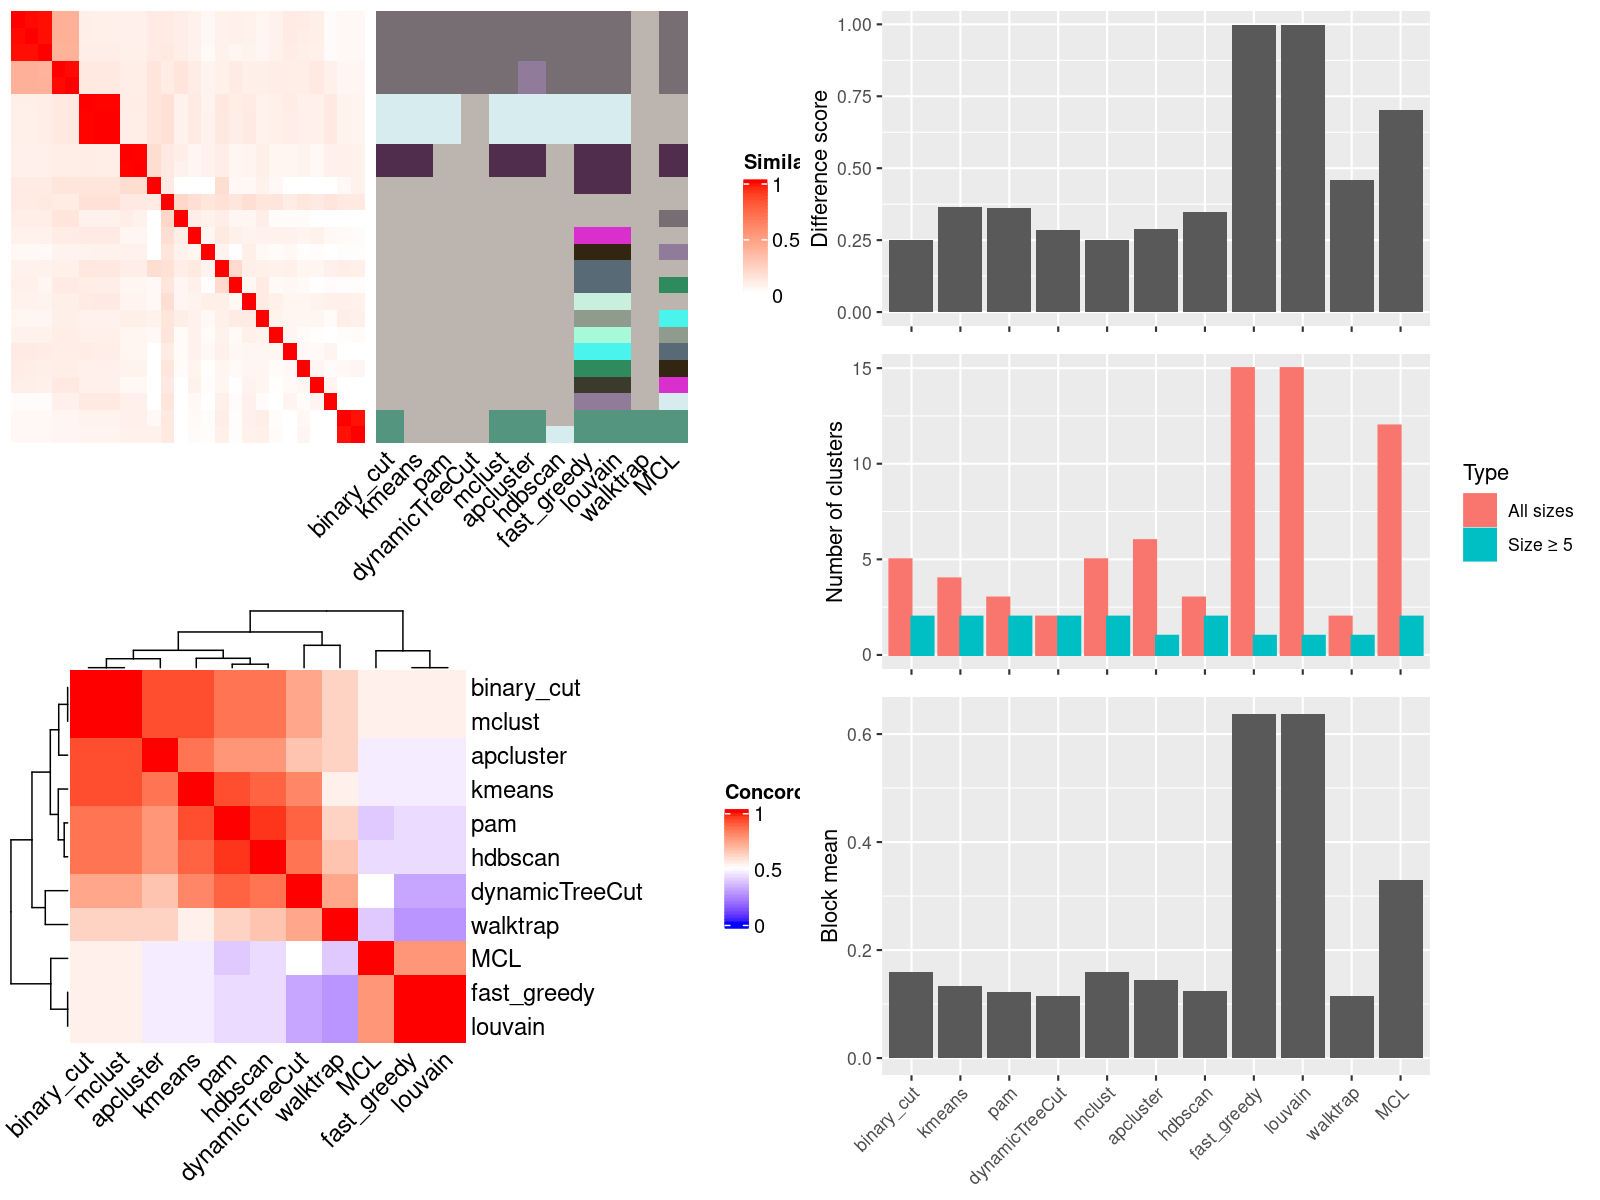 Simila
1
0.5
0
binary_cut
kmeans
pam
dynamicTreeCut
mclust
apcluster
hdbscan
fast_greedy
louvain
walktrap
MCL
binary_cut
mclust
apcluster
kmeans
pam
hdbscan
dynamicTreeCut
walktrap
MCL
fast_greedy
louvain
binary_cut
mclust
apcluster
kmeans
pam
hdbscan
dynamicTreeCut
walktrap
MCL
fast_greedy
louvain
Concord
1
0.5
0
Difference score
1.00
0.75
0.50
0.25
0.00
Number of clusters
15
10
5
0
Type
All sizes
Size ≥ 5
Block mean
0.6
0.4
0.2
0.0
binary_cut
kmeans
pam
dynamicTreeCut
mclust
apcluster
hdbscan
fast_greedy
louvain
walktrap
MCL